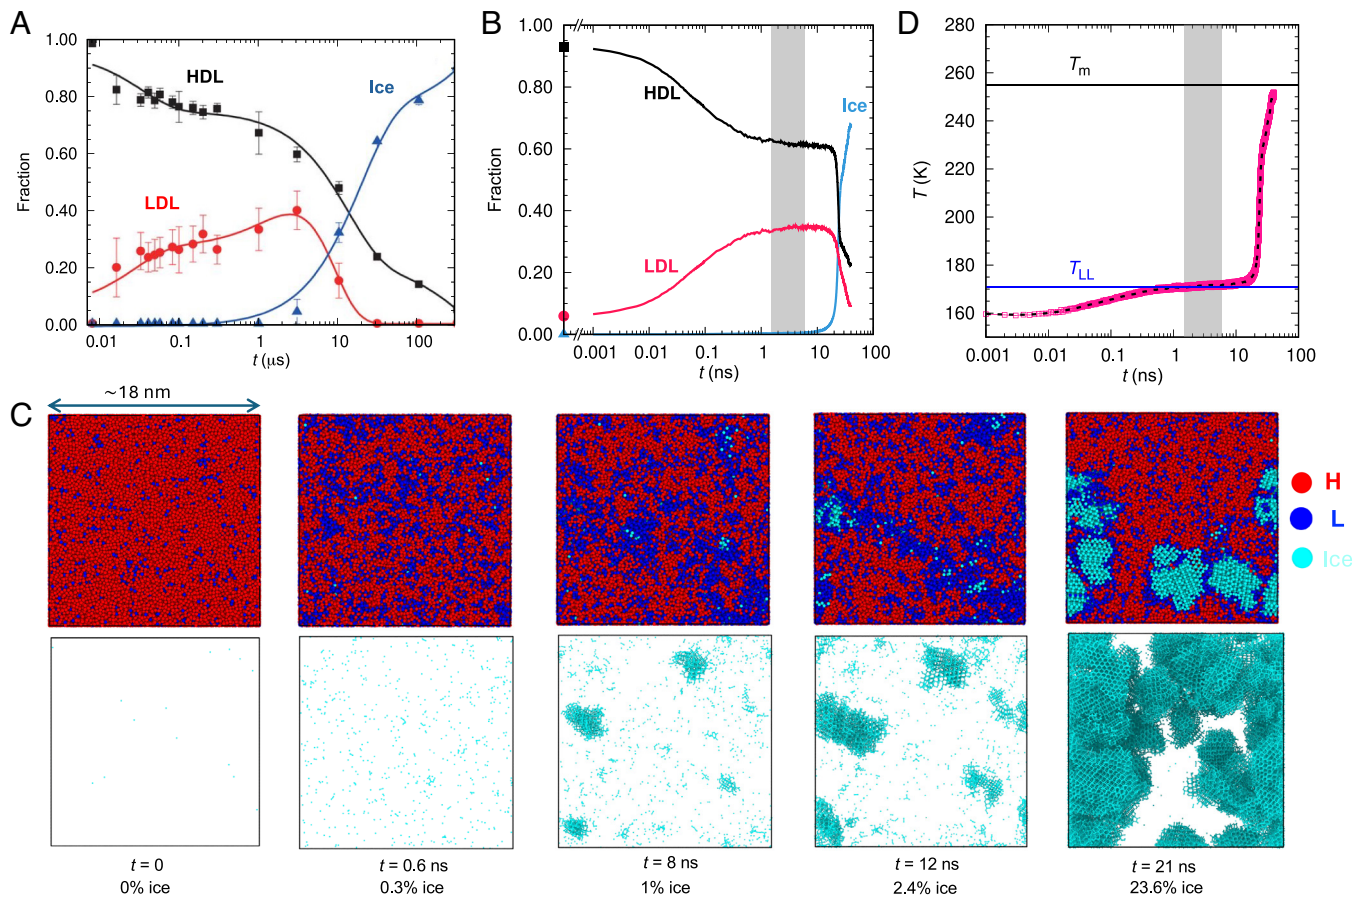 A
1.00
0.80
0.60
0.40
0.20
0.00
Fraction
HDL
LDL
Ice
0.01
0.1
1
10
100
t (μs)
B
1.00
0.80
0.60
0.40
0.20
0.00
Fraction
HDL
LDL
Ice
0.001
0.01
0.1
1
10
100
t (ns)
D
280
260
240
220
200
180
160
T (K)
Tm
TLL
0.001
0.01
0.1
1
10
100
t (ns)
C
~18 nm
H
L
Ice
t = 0
0% ice
t = 0.6 ns
0.3% ice
t = 8 ns
1% ice
t = 12 ns
2.4% ice
t = 21 ns
23.6% ice